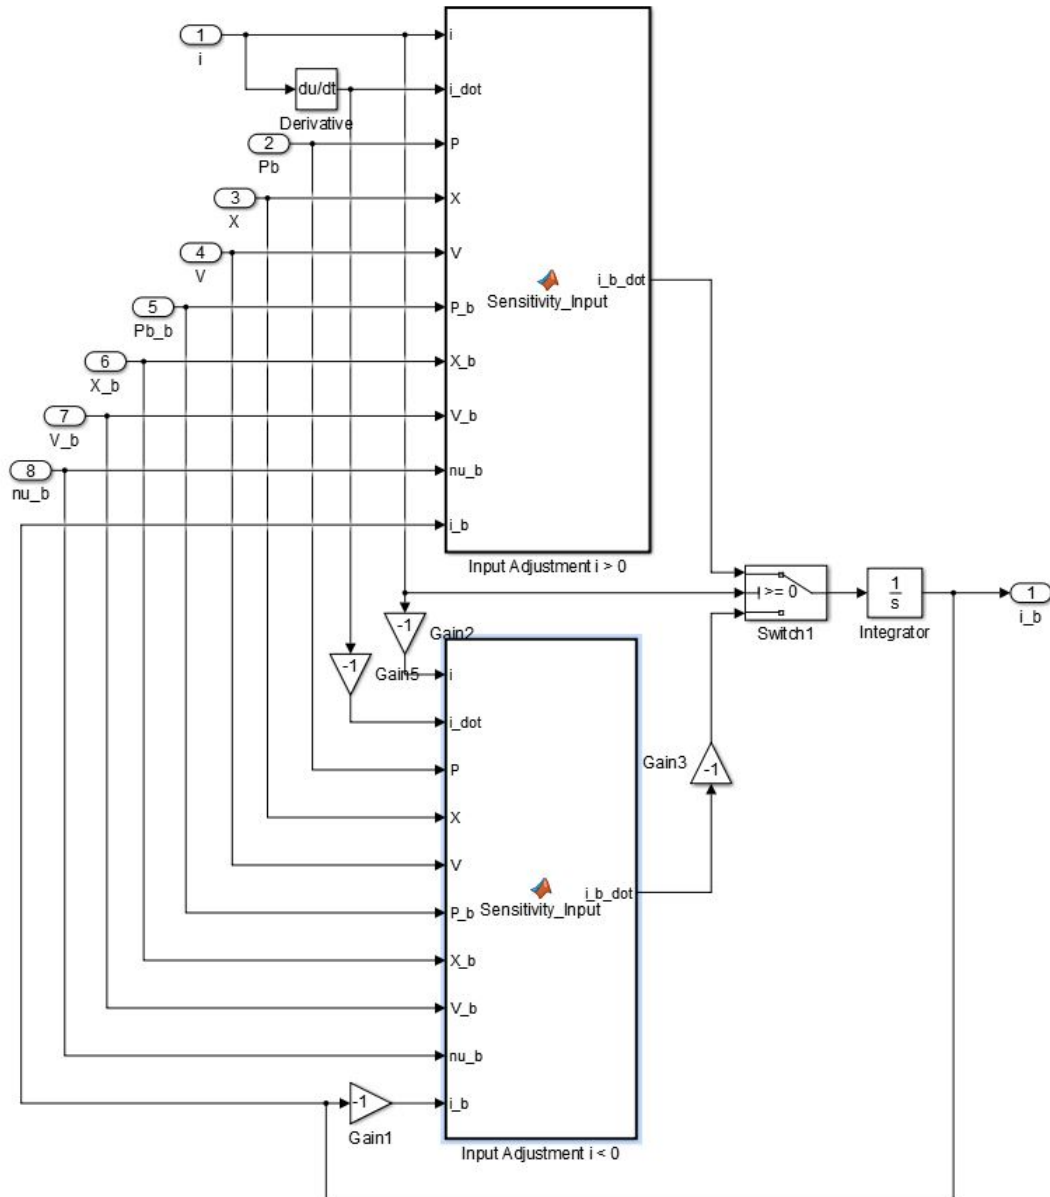 1
i
i
du/dt
i_dot
Derivative
2
P
Pb
3
X
X
4
V
V
i_b_dot
Sensitivity_Input
5
P_b
Pb_b
6
X_b
X_b
7
V_b
V_b
8
nu_b
nu_b
i_b
Input Adjustment i > 0
>= 0
Switch1
1
s
Integrator
1
i_b
-1
Gain2
-1
Gain5
i
i_dot
Gain3
-1
P
X
V
i_b_dot
Sensitivity_Input
P_b
X_b
V_b
nu_b
-1
i_b
Gain1
Input Adjustment i < 0